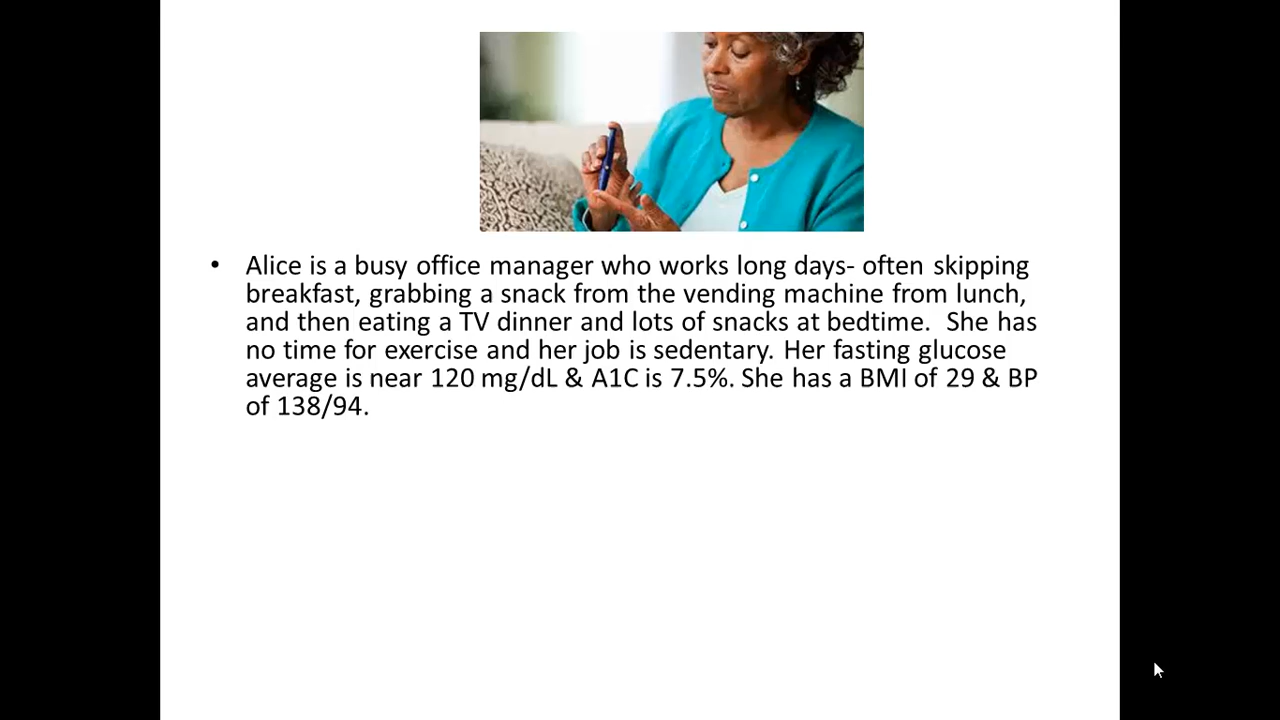 • Alice is a busy office manager who works long days- often skipping
breakfast, grabbing a snack from the vending machine from lunch,
and then eating a TV dinner and lots of snacks at bedtime.  She has
no time for exercise and her job is sedentary. Her fasting glucose
average is near 120 mg/dL & A1C is 7.5%. She has a BMI of 29 & BP
of 138/94.